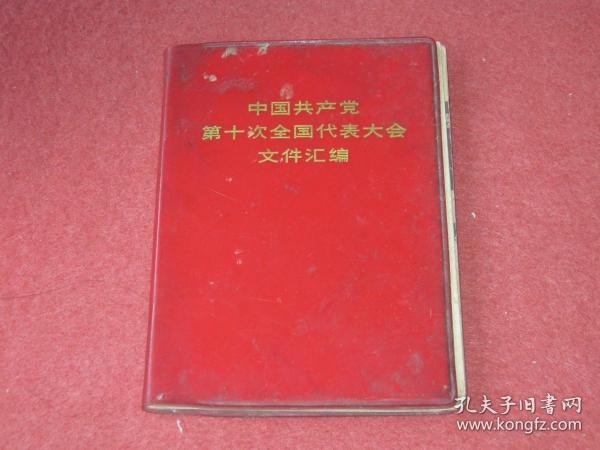 中国共产党
第十次全国代表大会
文件汇编
孔夫子旧书网
www.kongfz.com